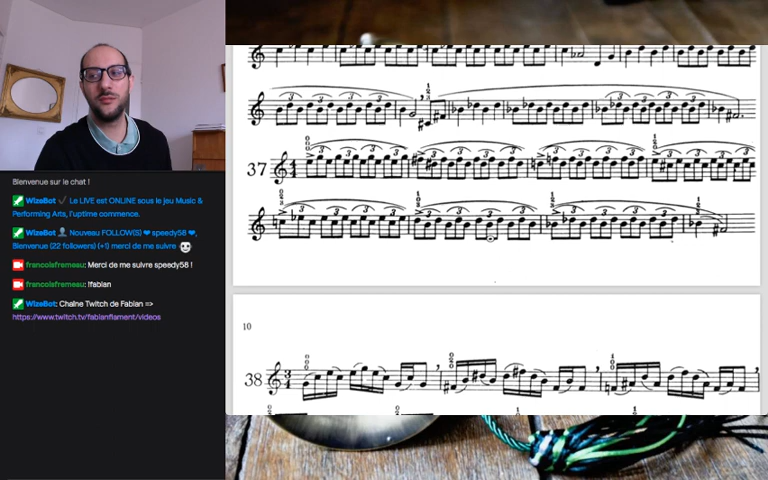 Bienvenue sur le chat !
WizeBot ✔ Le LIVE est ONLINE sous le jeu Music &
Performing Arts, l'uptime commence.
WizeBot 👤 Nouveau FOLLOW(S) ❤ speedy58 ❤,
Bienvenue (22 followers) (+1) merci de me suivre
francoisfremeau: Merci de me suivre speedy58 !
francoisfremeau: !fabian
WizeBot: Chaîne Twitch de Fabian =>
https://www.twitch.tv/fabianflament/videos
37
10
38